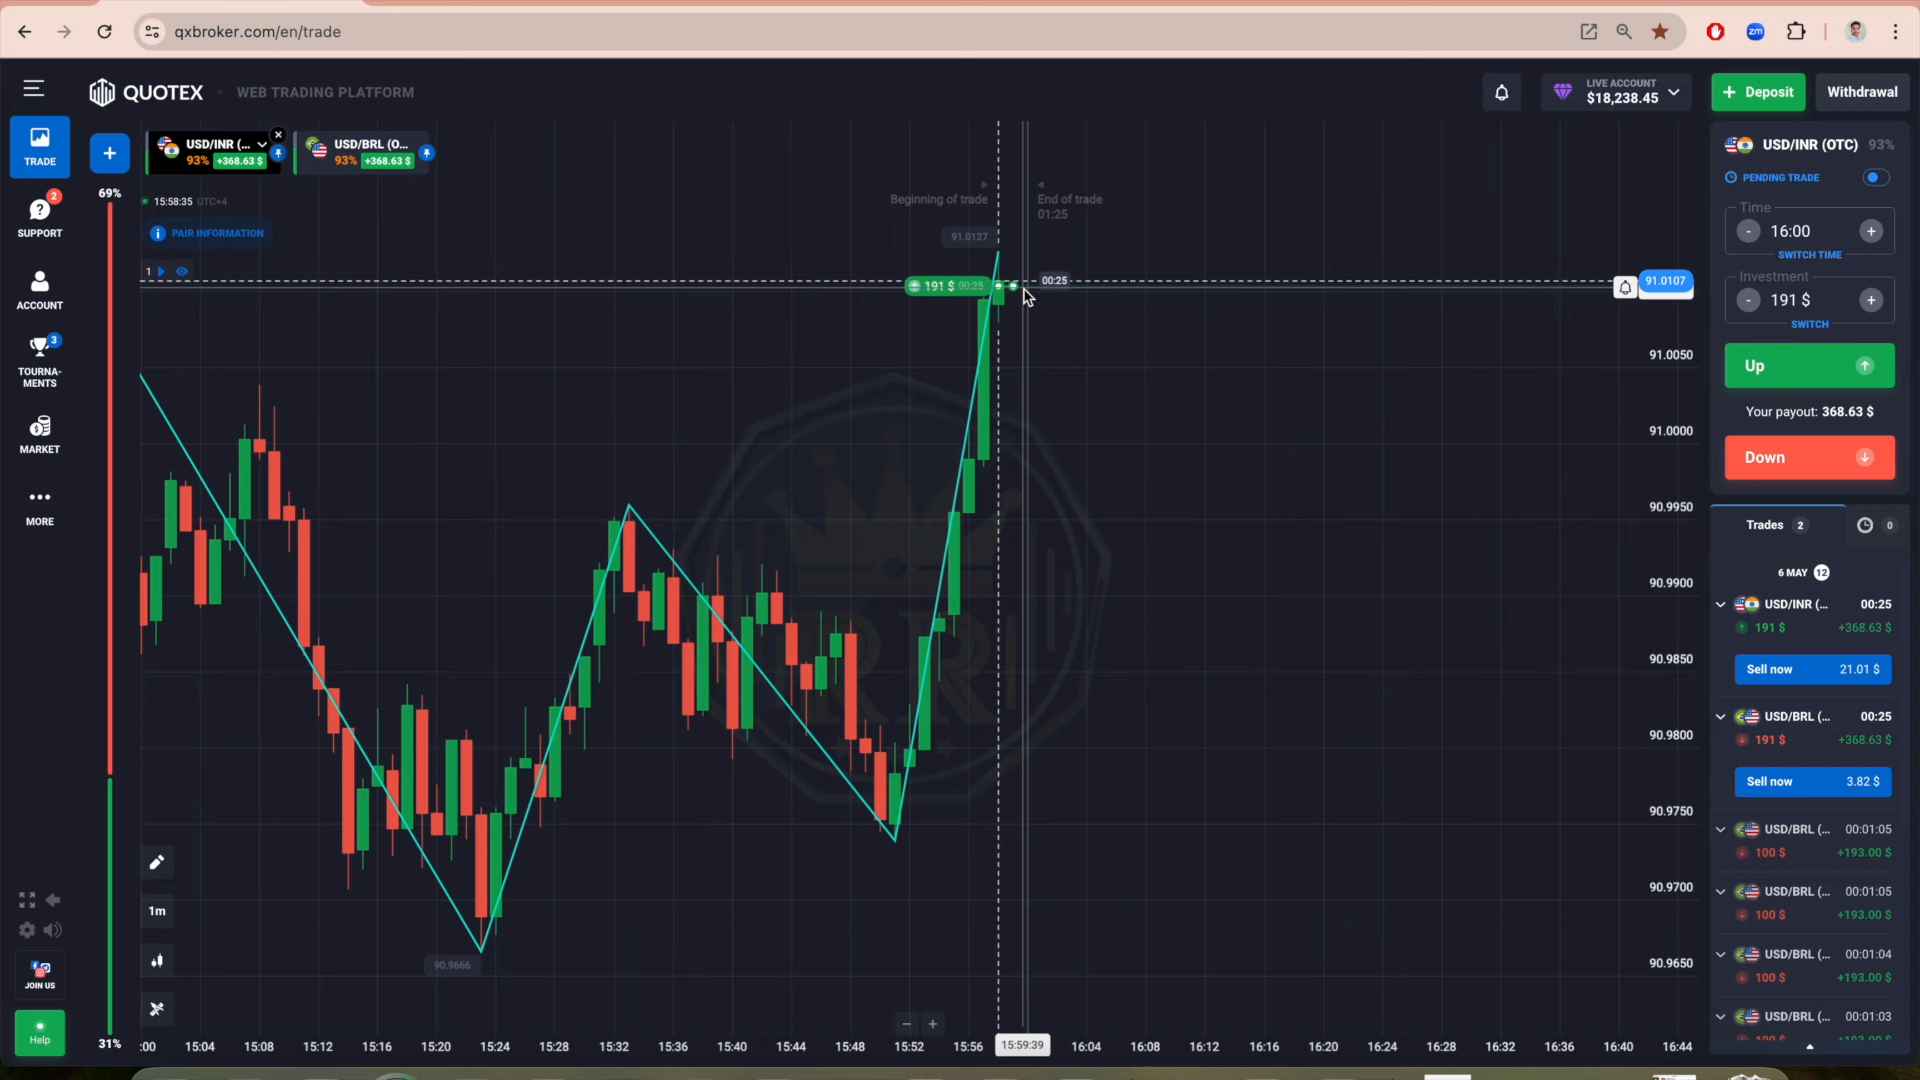 qxbroker.com/en/trade
zm
QUOTEX
WEB TRADING PLATFORM
LIVE ACCOUNT
$18,238.45
+ Deposit
Withdrawal
TRADE
2
SUPPORT
ACCOUNT
3
TOURNA-
MENTS
MARKET
MORE
JOIN US
Help
69%
31%
+
USD/INR (...
93% +368.63 $
USD/BRL (O...
93% +368.63 $
15:58:35 UTC+4
PAIR INFORMATION
1
Beginning of trade
End of trade
01:25
91.0127
191 $ 00:25
00:25
90.9666
RR
91.0107
91.0050
91.0000
90.9950
90.9900
90.9850
90.9800
90.9750
90.9700
90.9650
1m
:00 15:04 15:08 15:12 15:16 15:20 15:24 15:28 15:32 15:36 15:40 15:44 15:48 15:52 15:56 15:59:39 16:04 16:08 16:12 16:16 16:20 16:24 16:28 16:32 16:36 16:40 16:44
USD/INR (OTC) 93%
PENDING TRADE
Time
- 16:00 +
SWITCH TIME
Investment
- 191 $ +
SWITCH
Up
Your payout: 368.63 $
Down
Trades 2
0
6 MAY 12
USD/INR (... 00:25
191 $ +368.63 $
Sell now 21.01 $
USD/BRL (... 00:25
191 $ +368.63 $
Sell now 3.82 $
USD/BRL (... 00:01:05
100 $ +193.00 $
USD/BRL (... 00:01:05
100 $ +193.00 $
USD/BRL (... 00:01:04
100 $ +193.00 $
USD/BRL (... 00:01:03